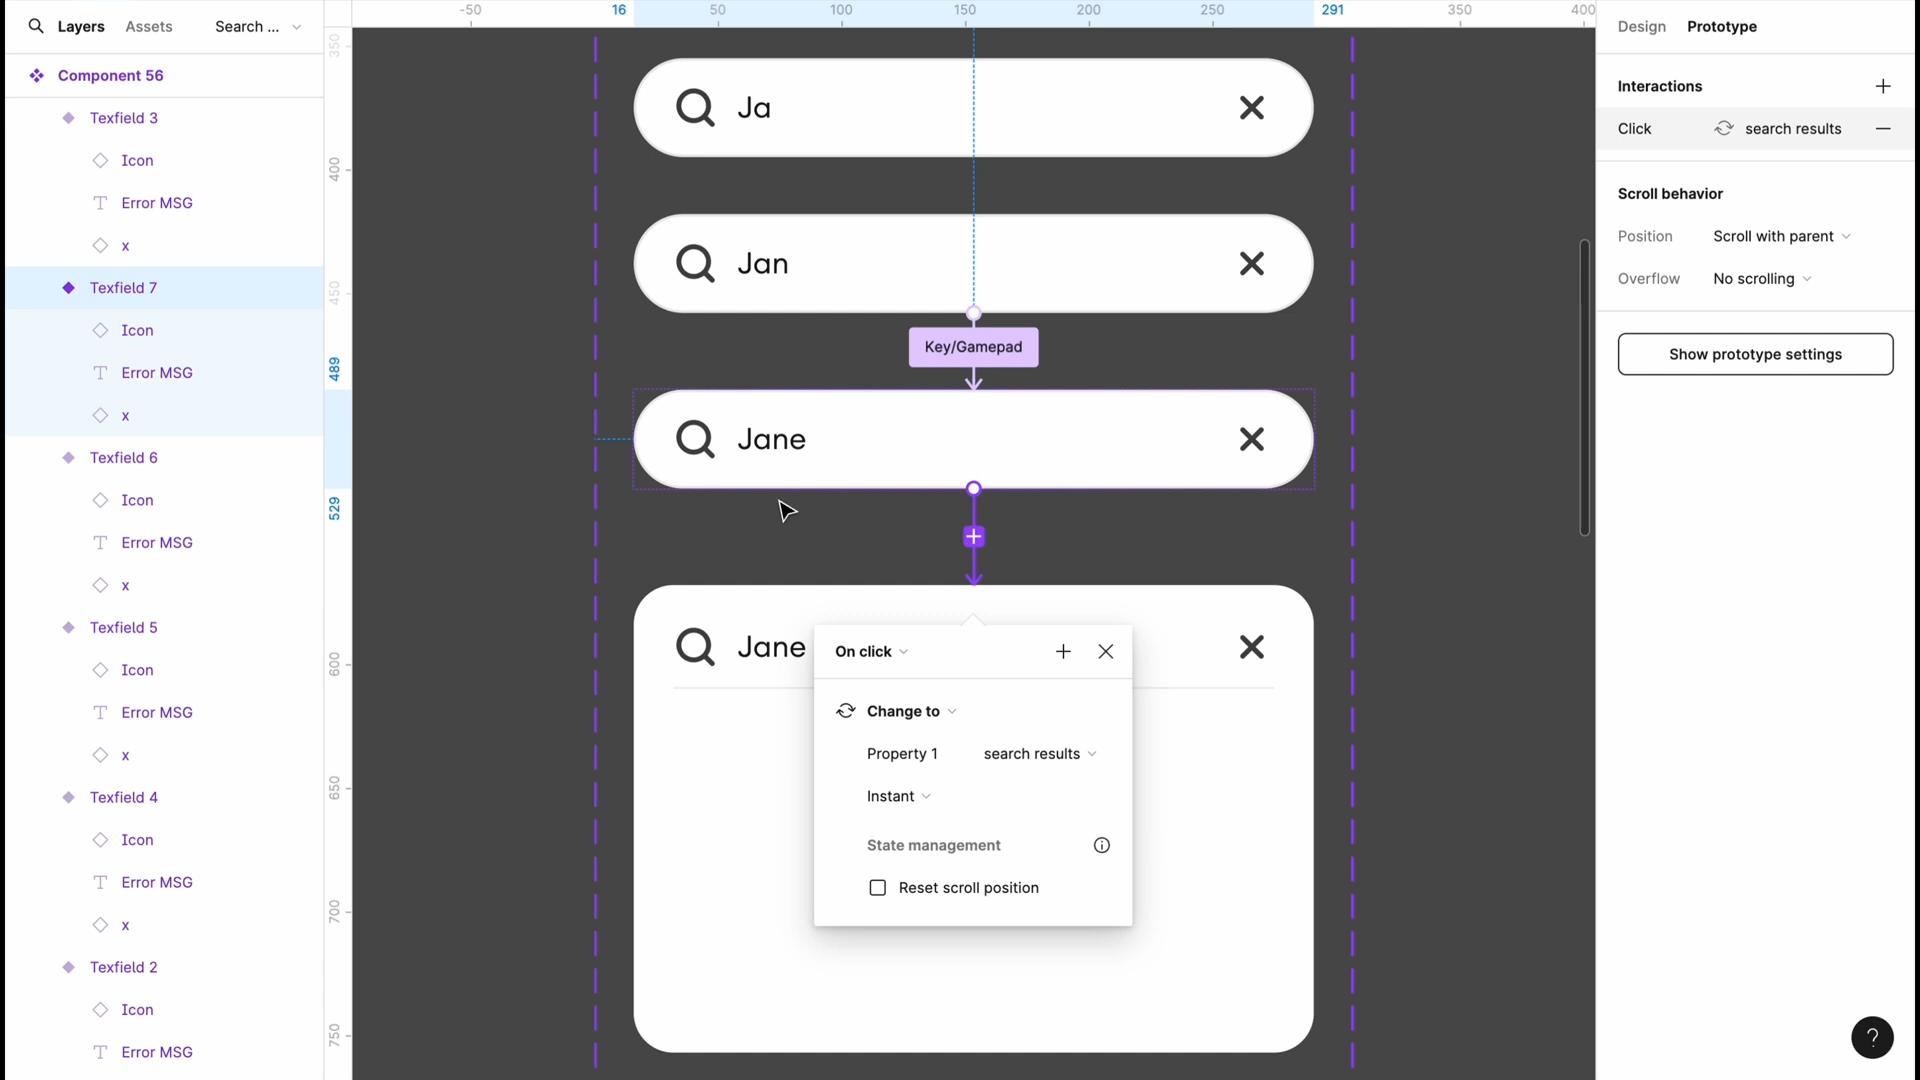 Layers Assets Search ...
Component 56
Texfield 3
Icon
Error MSG
x
Texfield 7
Icon
Error MSG
x
Texfield 6
Icon
Error MSG
x
Texfield 5
Icon
Error MSG
x
Texfield 4
Icon
Error MSG
x
Texfield 2
Icon
Error MSG
-50 16 50 100 150 200 250 291 350 400
350
400
450
489
529
600
650
700
750
Ja
Jan
Key/Gamepad
Jane
Jane
On click
Change to
Property 1 search results
Instant
State management
Reset scroll position
Design Prototype
Interactions
Click search results
Scroll behavior
Position Scroll with parent
Overflow No scrolling
Show prototype settings
?